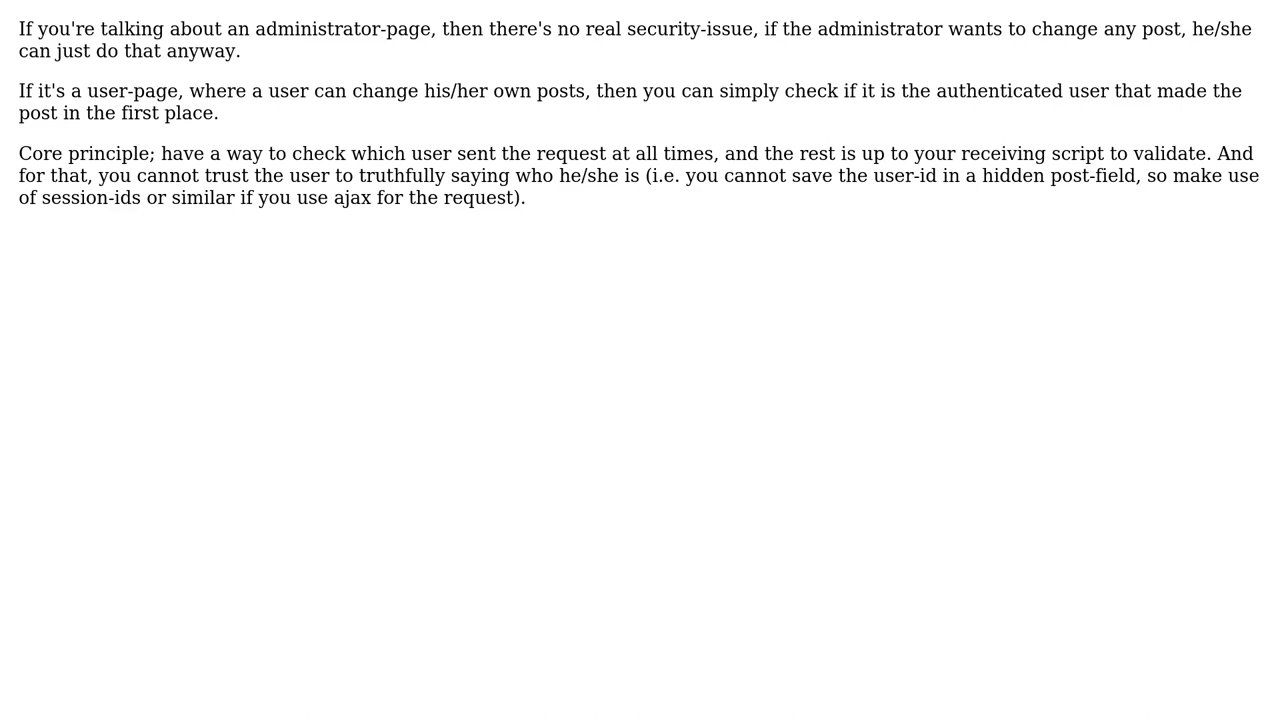 If you're talking about an administrator-page, then there's no real security-issue, if the administrator wants to change any post, he/she
can just do that anyway.
If it's a user-page, where a user can change his/her own posts, then you can simply check if it is the authenticated user that made the
post in the first place.
Core principle; have a way to check which user sent the request at all times, and the rest is up to your receiving script to validate. And
for that, you cannot trust the user to truthfully saying who he/she is (i.e. you cannot save the user-id in a hidden post-field, so make use
of session-ids or similar if you use ajax for the request).